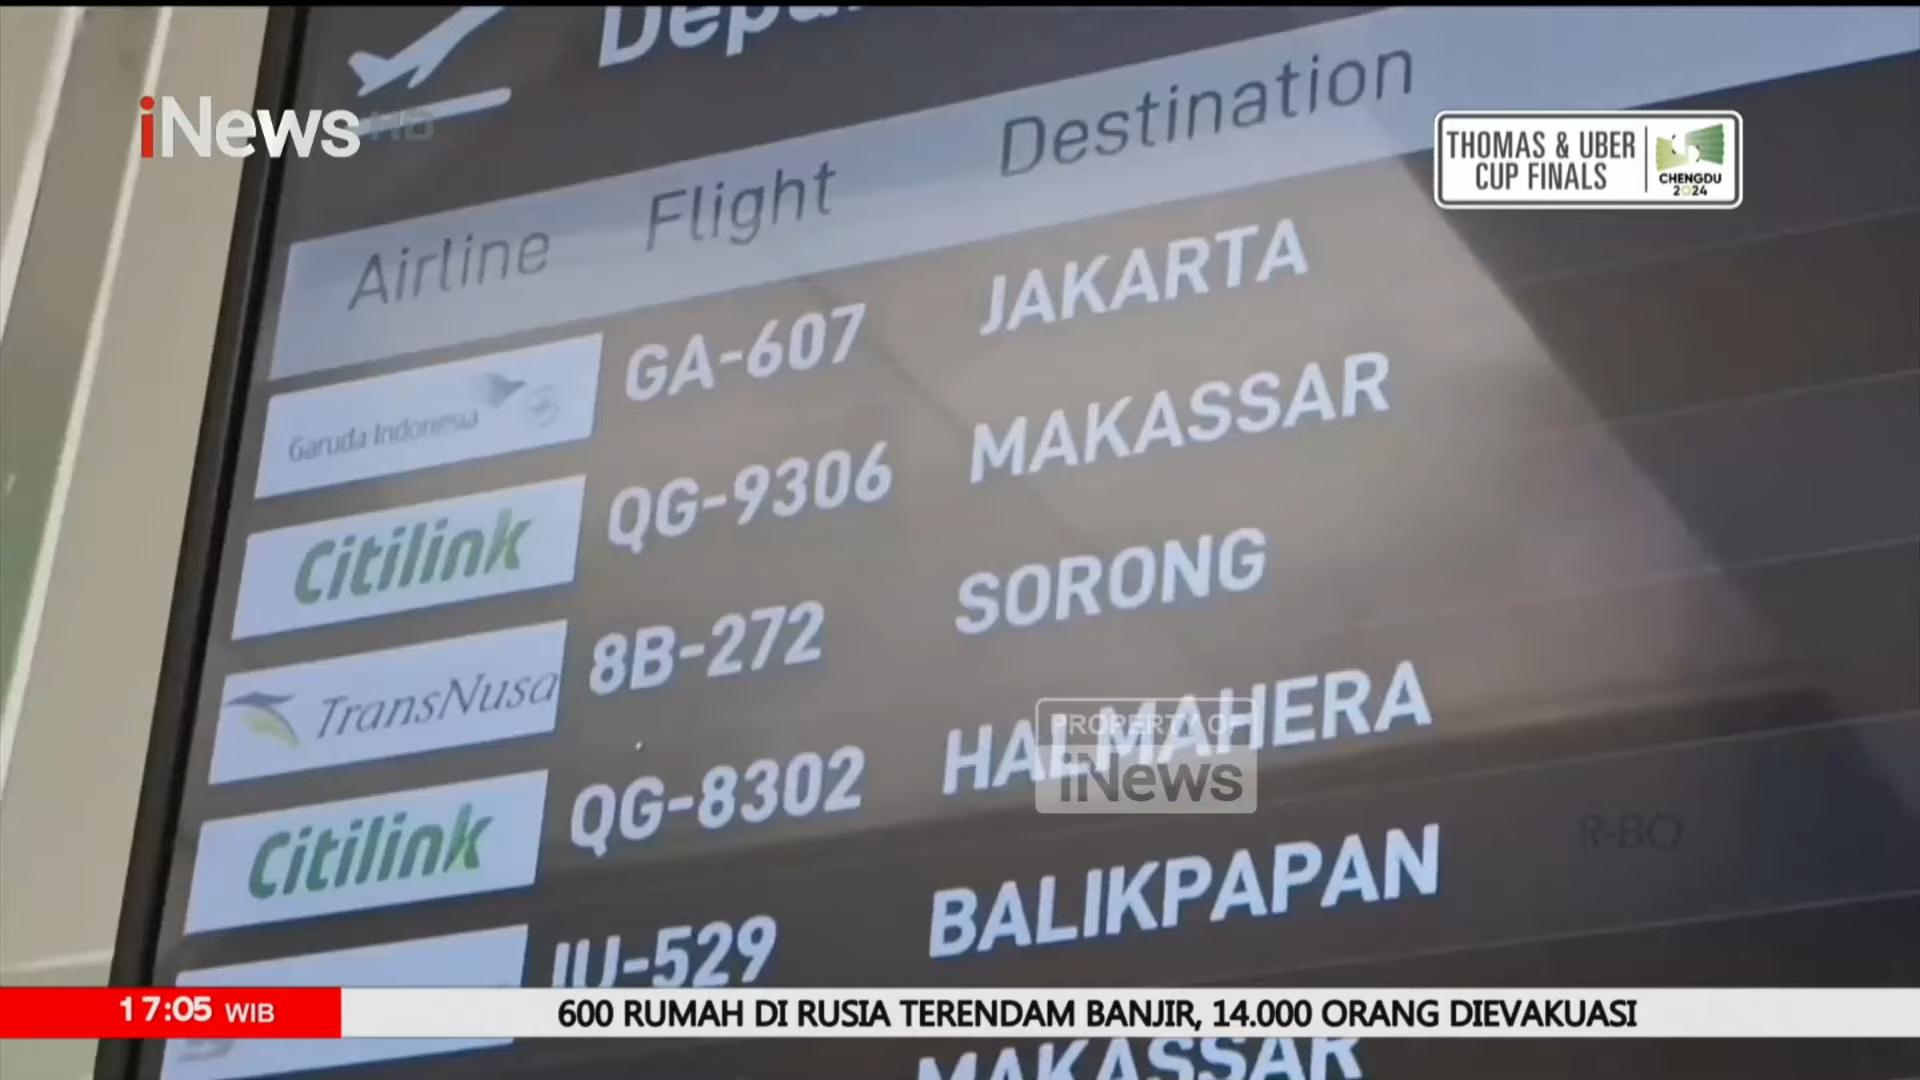 Depar
iNews HD
THOMAS & UBER
CUP FINALS
CHENGDU
2024
Airline Flight Destination
Garuda Indonesia GA-607 JAKARTA
Citilink QG-9306 MAKASSAR
TransNusa 8B-272 SORONG
Citilink QG-8302 HALMAHERA
PROPERTY OF
iNews
R-BO
IU-529 BALIKPAPAN
17:05 WIB
600 RUMAH DI RUSIA TERENDAM BANJIR, 14.000 ORANG DIEVAKUASI
MAKASSAR